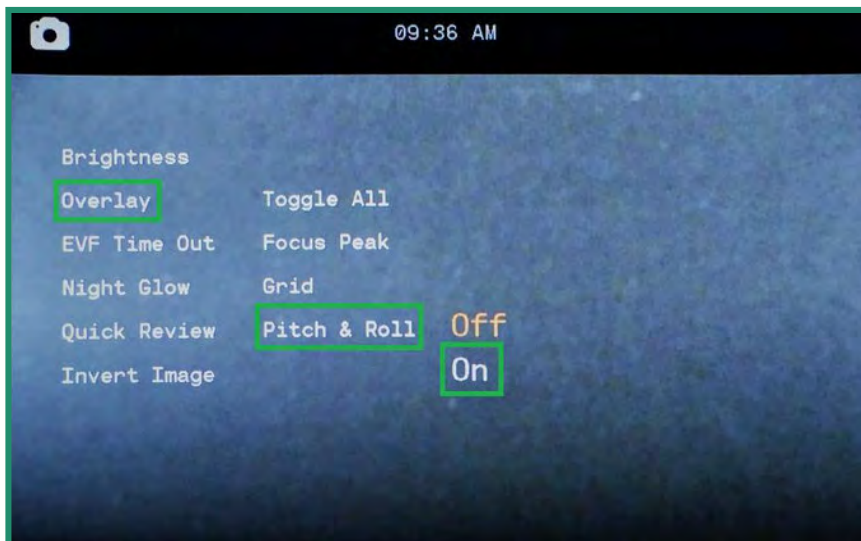 09:36 AM
Brightness
Overlay Toggle All
EVF Time Out Focus Peak
Night Glow Grid
Quick Review Pitch & Roll Off
Invert Image On